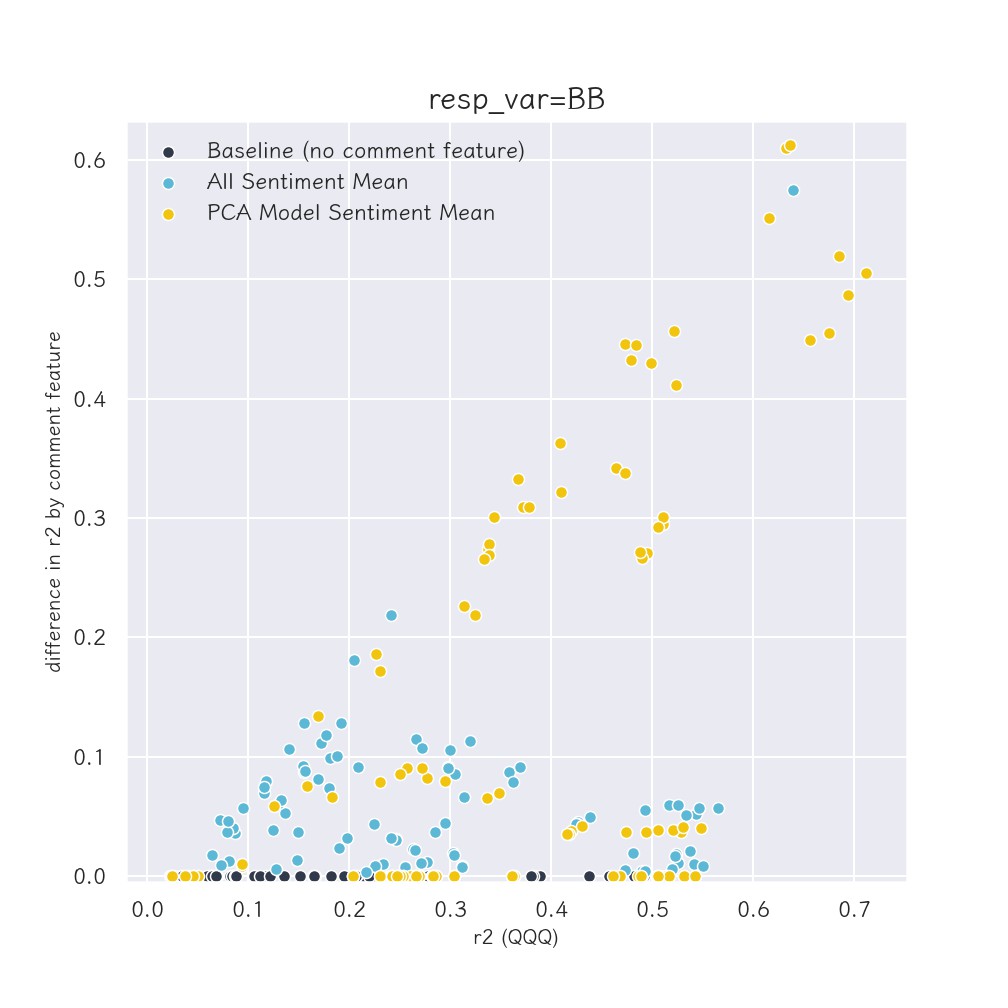 resp_var=BB
Baseline (no comment feature)
All Sentiment Mean
PCA Model Sentiment Mean
difference in r2 by comment feature
0.6
0.5
0.4
0.3
0.2
0.1
0.0
0.0 0.1 0.2 0.3 0.4 0.5 0.6 0.7
r2 (QQQ)